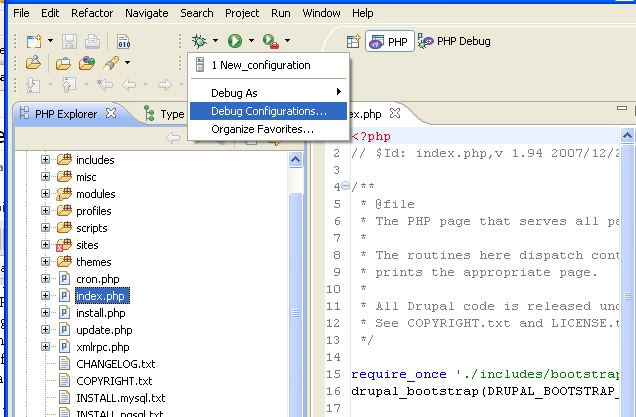 File Edit Refactor Navigate Search Project Run Window Help
PHP PHP Debug
1 New_configuration
Debug As
Debug Configurations...
Organize Favorites...
PHP Explorer Type ex.php
includes
misc
modules
profiles
scripts
sites
themes
cron.php
index.php
install.php
update.php
xmlrpc.php
CHANGELOG.txt
COPYRIGHT.txt
INSTALL.mysql.txt
INSTALL.pgsql.txt
1 <?php
2 // $Id: index.php,v 1.94 2007/12/2
3
4 /**
5 * @file
6 * The PHP page that serves all pa
7 *
8 * The routines here dispatch cont
9 * prints the appropriate page.
10 *
11 * All Drupal code is released und
12 * See COPYRIGHT.txt and LICENSE.t
13 */
14
15 require_once './includes/bootstrap
16 drupal_bootstrap(DRUPAL_BOOTSTRAP_
17